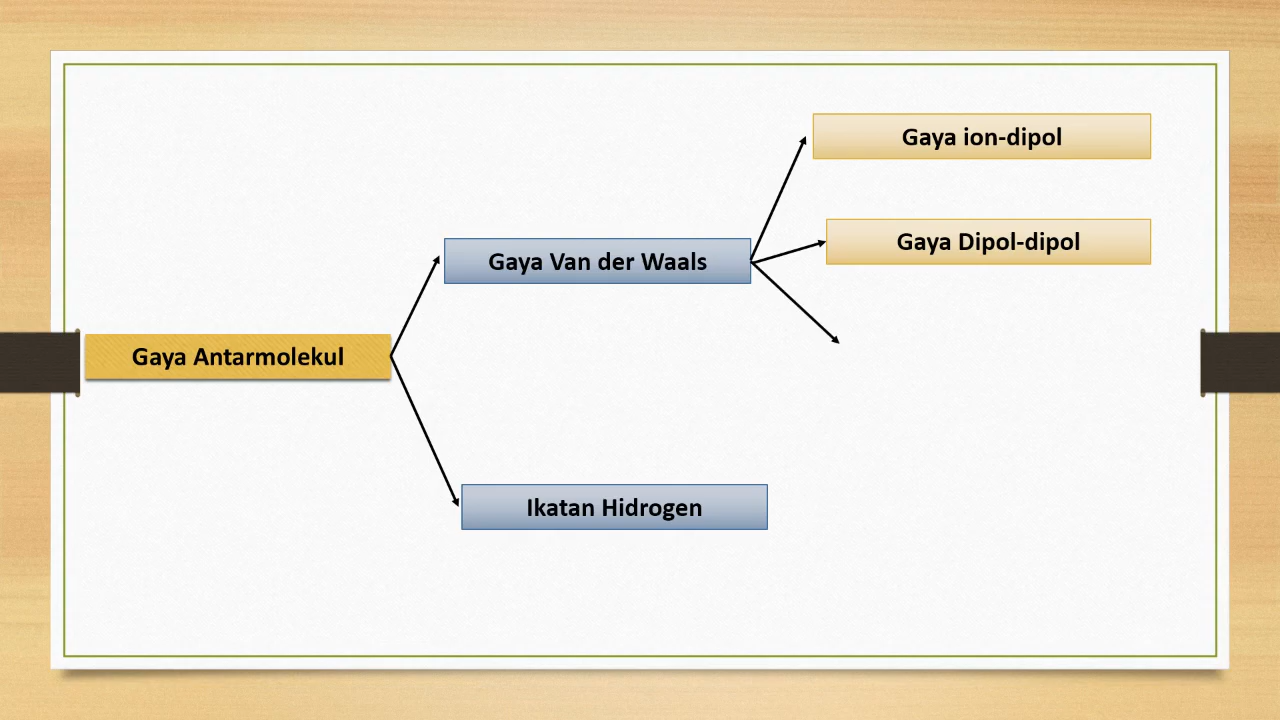 Gaya ion-dipol
Gaya Dipol-dipol
Gaya Van der Waals
Gaya Antarmolekul
Ikatan Hidrogen